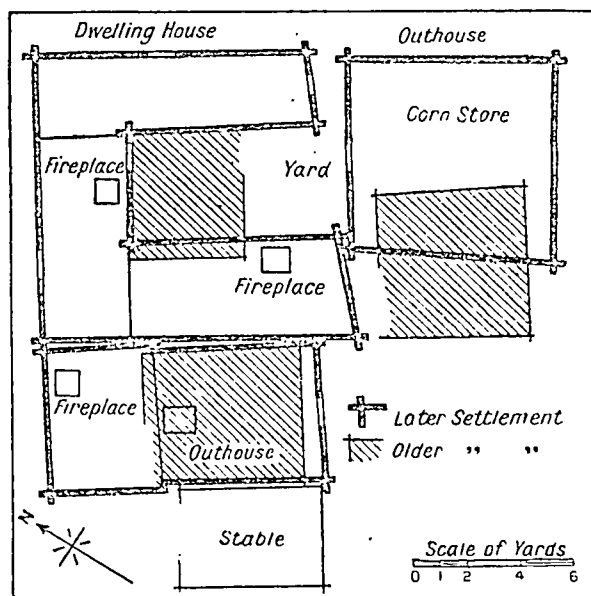 Dwelling House
Outhouse
Corn Store
Fireplace
Yard
Fireplace
Fireplace
Outhouse
Later Settlement
Older " "
Stable
N
Scale of Yards
0 1 2 4 6